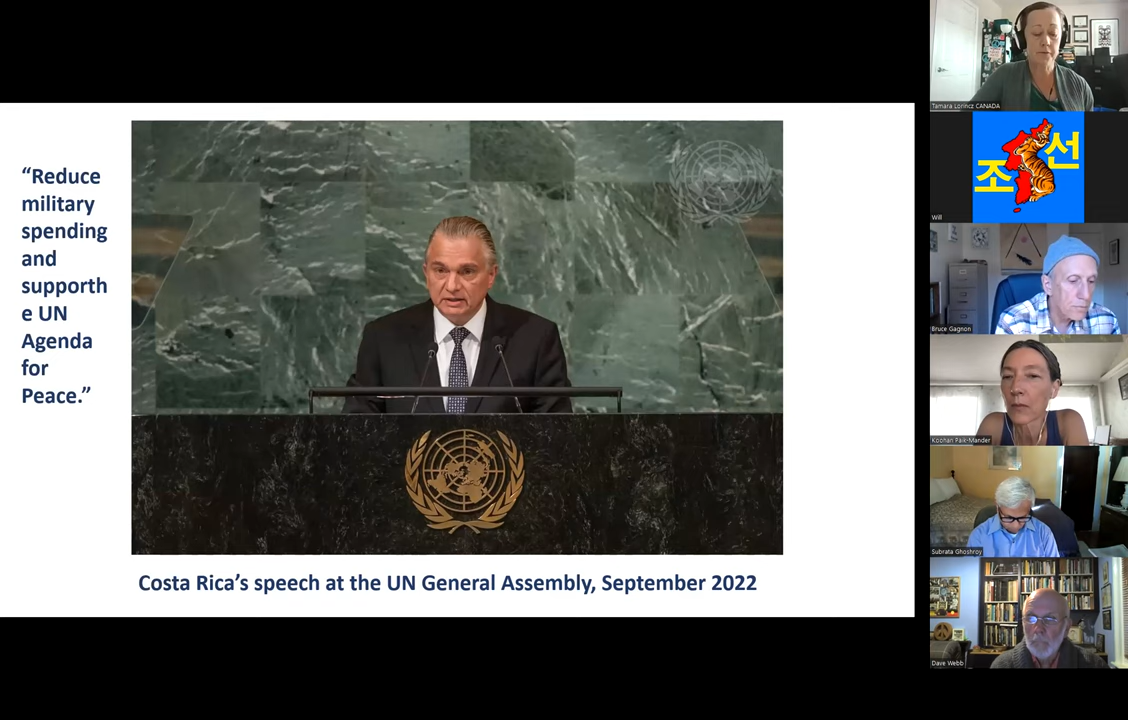 “Reduce
military
spending
and
supporth
e UN
Agenda
for
Peace.”
Costa Rica’s speech at the UN General Assembly, September 2022
Tamara Lorincz CANADA
조선
Will
Bruce Gagnon
Koohan Paik-Mander
Subrata Ghoshroy
Dave Webb